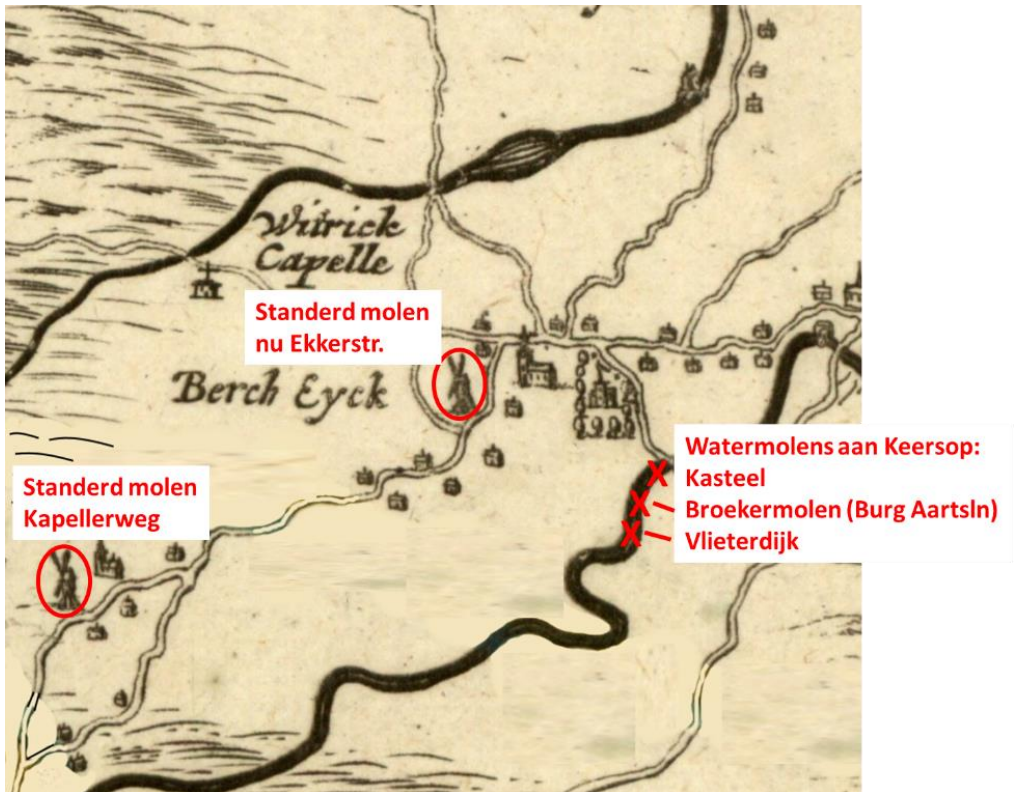 Witrick
Capelle
Standerd molen
nu Ekkerstr.
Berch Eyck
Watermolens aan Keersop:
Kasteel
Broekermolen (Burg Aartsln)
Vlieterdijk
X
X
X
Standerd molen
Kapellerweg